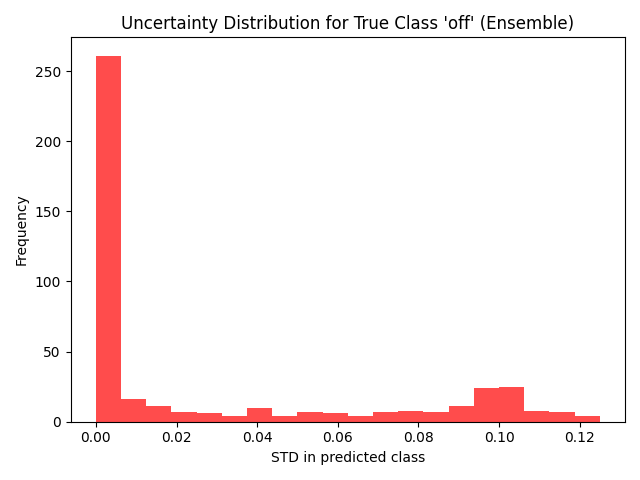 Uncertainty Distribution for True Class 'off' (Ensemble)
250
200
150
100
50
0
Frequency
0.00 0.02 0.04 0.06 0.08 0.10 0.12
STD in predicted class